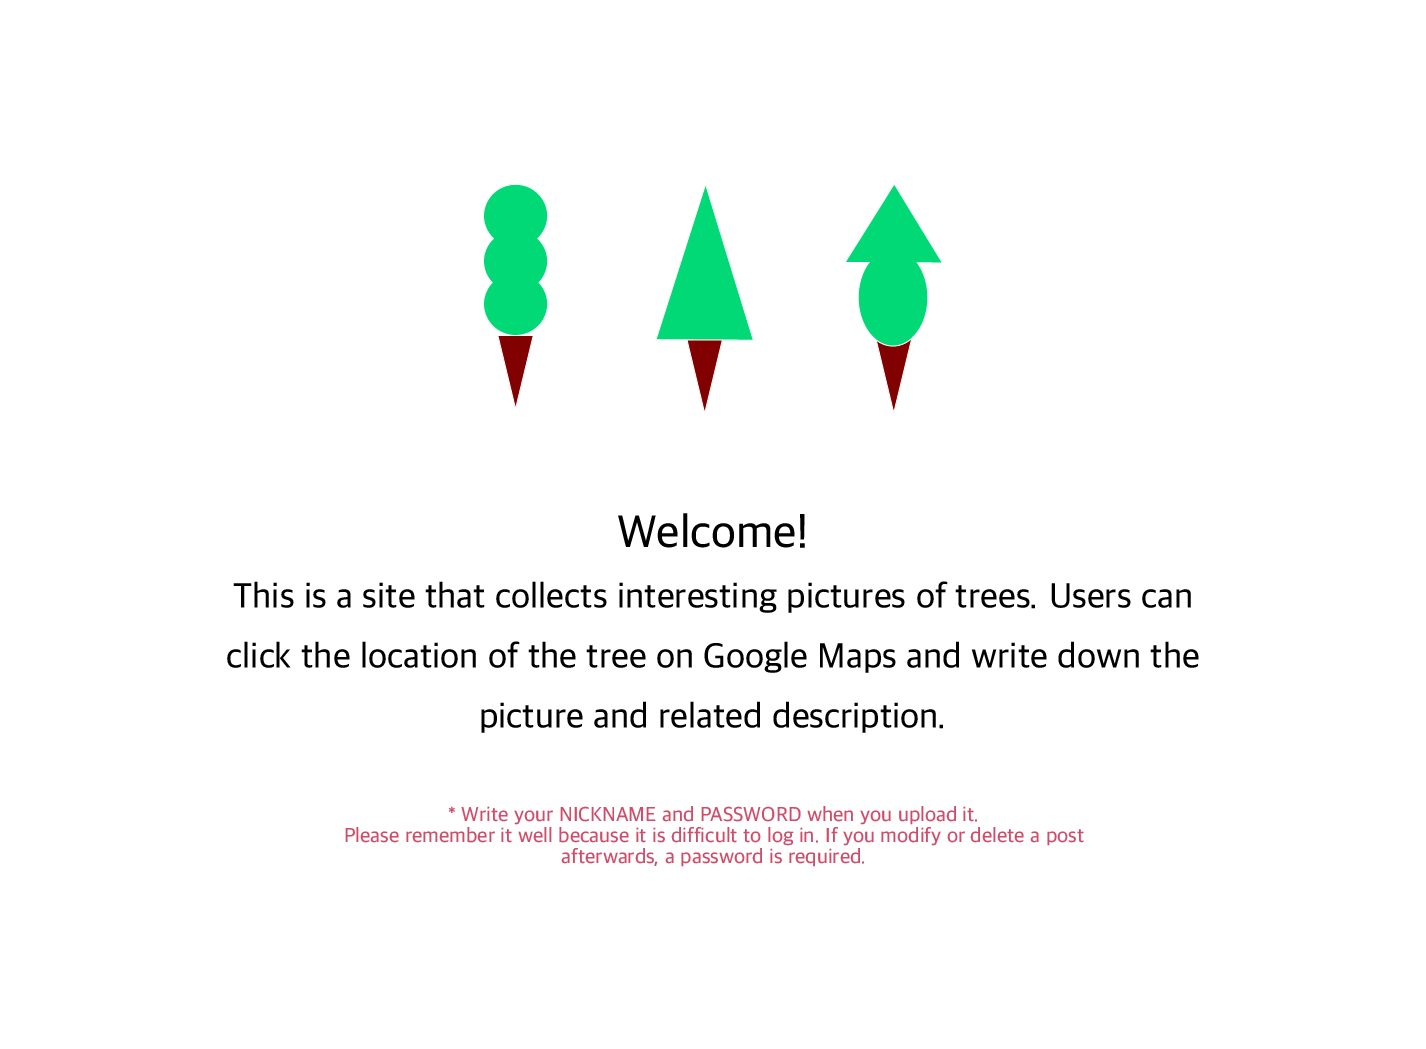 Welcome!
This is a site that collects interesting pictures of trees. Users can
click the location of the tree on Google Maps and write down the
picture and related description.
* Write your NICKNAME and PASSWORD when you upload it.
Please remember it well because it is difficult to log in. If you modify or delete a post
afterwards, a password is required.